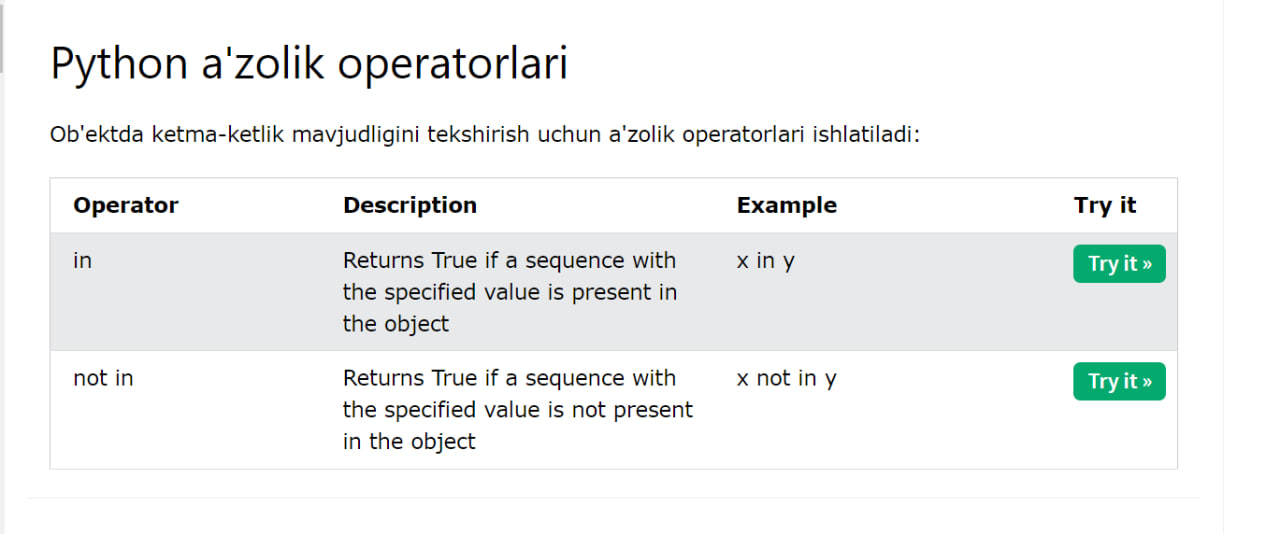 Python a'zolik operatorlari
Ob'ektda ketma-ketlik mavjudligini tekshirish uchun a'zolik operatorlari ishlatiladi:
Operator Description Example Try it
in Returns True if a sequence with x in y Try it »
the specified value is present in
the object
not in Returns True if a sequence with x not in y Try it »
the specified value is not present
in the object